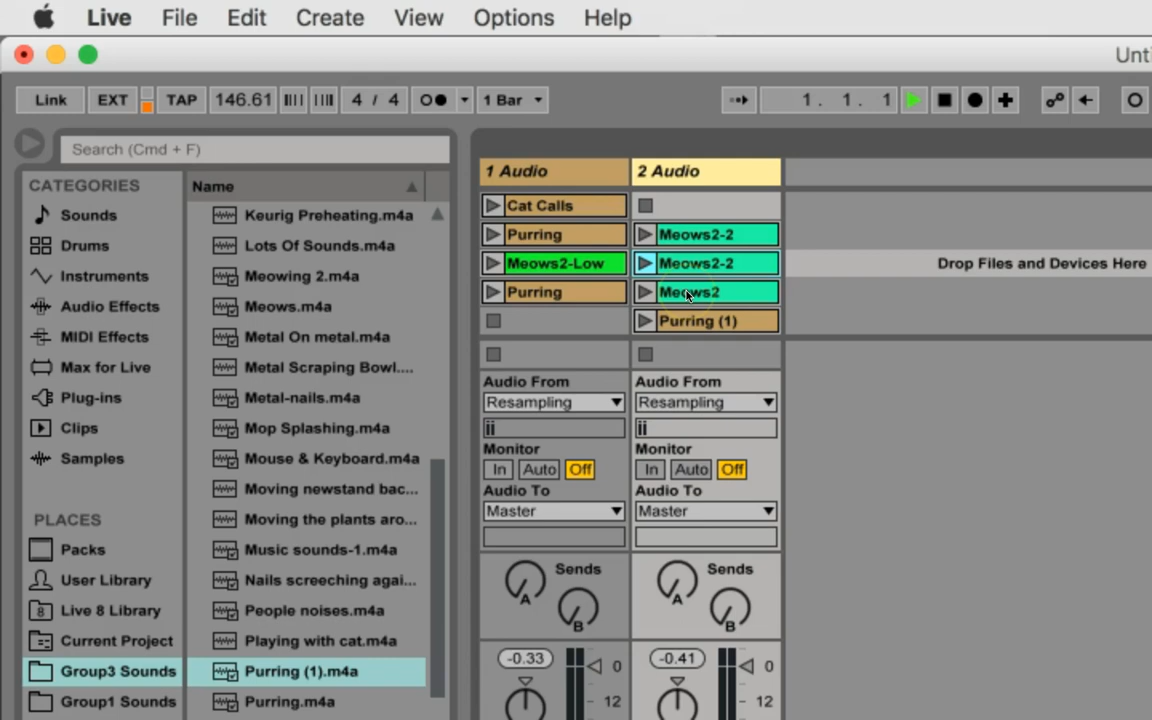 Live File Edit Create View Options Help
Unti
Link EXT TAP 146.61 4 / 4 1 Bar 1. 1. 1
Search (Cmd + F)
CATEGORIES
Sounds
Drums
Instruments
Audio Effects
MIDI Effects
Max for Live
Plug-ins
Clips
Samples
PLACES
Packs
User Library
Live 8 Library
Current Project
Group3 Sounds
Group1 Sounds
Name
Keurig Preheating.m4a
Lots Of Sounds.m4a
Meowing 2.m4a
Meows.m4a
Metal On metal.m4a
Metal Scraping Bowl....
Metal-nails.m4a
Mop Splashing.m4a
Mouse & Keyboard.m4a
Moving newstand bac...
Moving the plants aro...
Music sounds-1.m4a
Nails screeching agai...
People noises.m4a
Playing with cat.m4a
Purring (1).m4a
Purring.m4a
1 Audio
Cat Calls
Purring
Meows2-Low
Purring
Audio From
Resampling
ii
Monitor
In Auto Off
Audio To
Master
Sends
A
B
-0.33
0
12
2 Audio
Meows2-2
Meows2-2
Meows2
Purring (1)
Audio From
Resampling
ii
Monitor
In Auto Off
Audio To
Master
Sends
A
B
-0.41
0
12
Drop Files and Devices Here